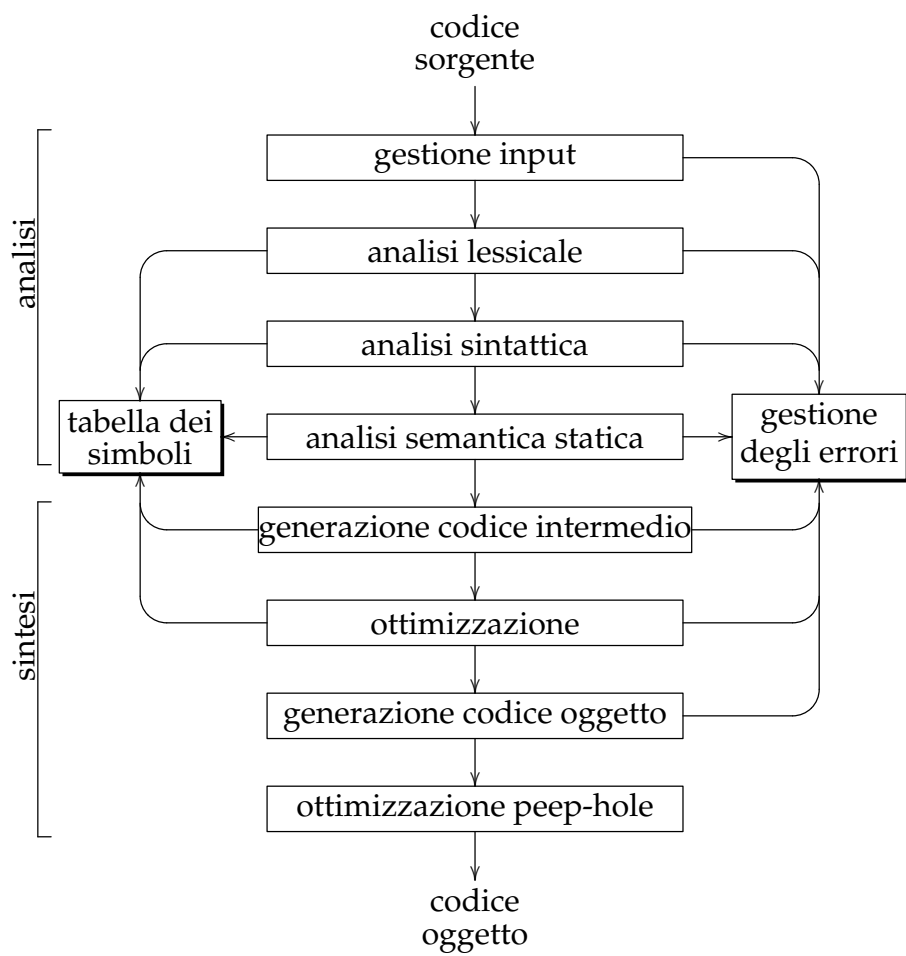 codice
sorgente
gestione input
analisi lessicale
analisi sintattica
analisi semantica statica
generazione codice intermedio
ottimizzazione
generazione codice oggetto
ottimizzazione peep-hole
codice
oggetto
analisi
sintesi
tabella dei
simboli
gestione
degli errori